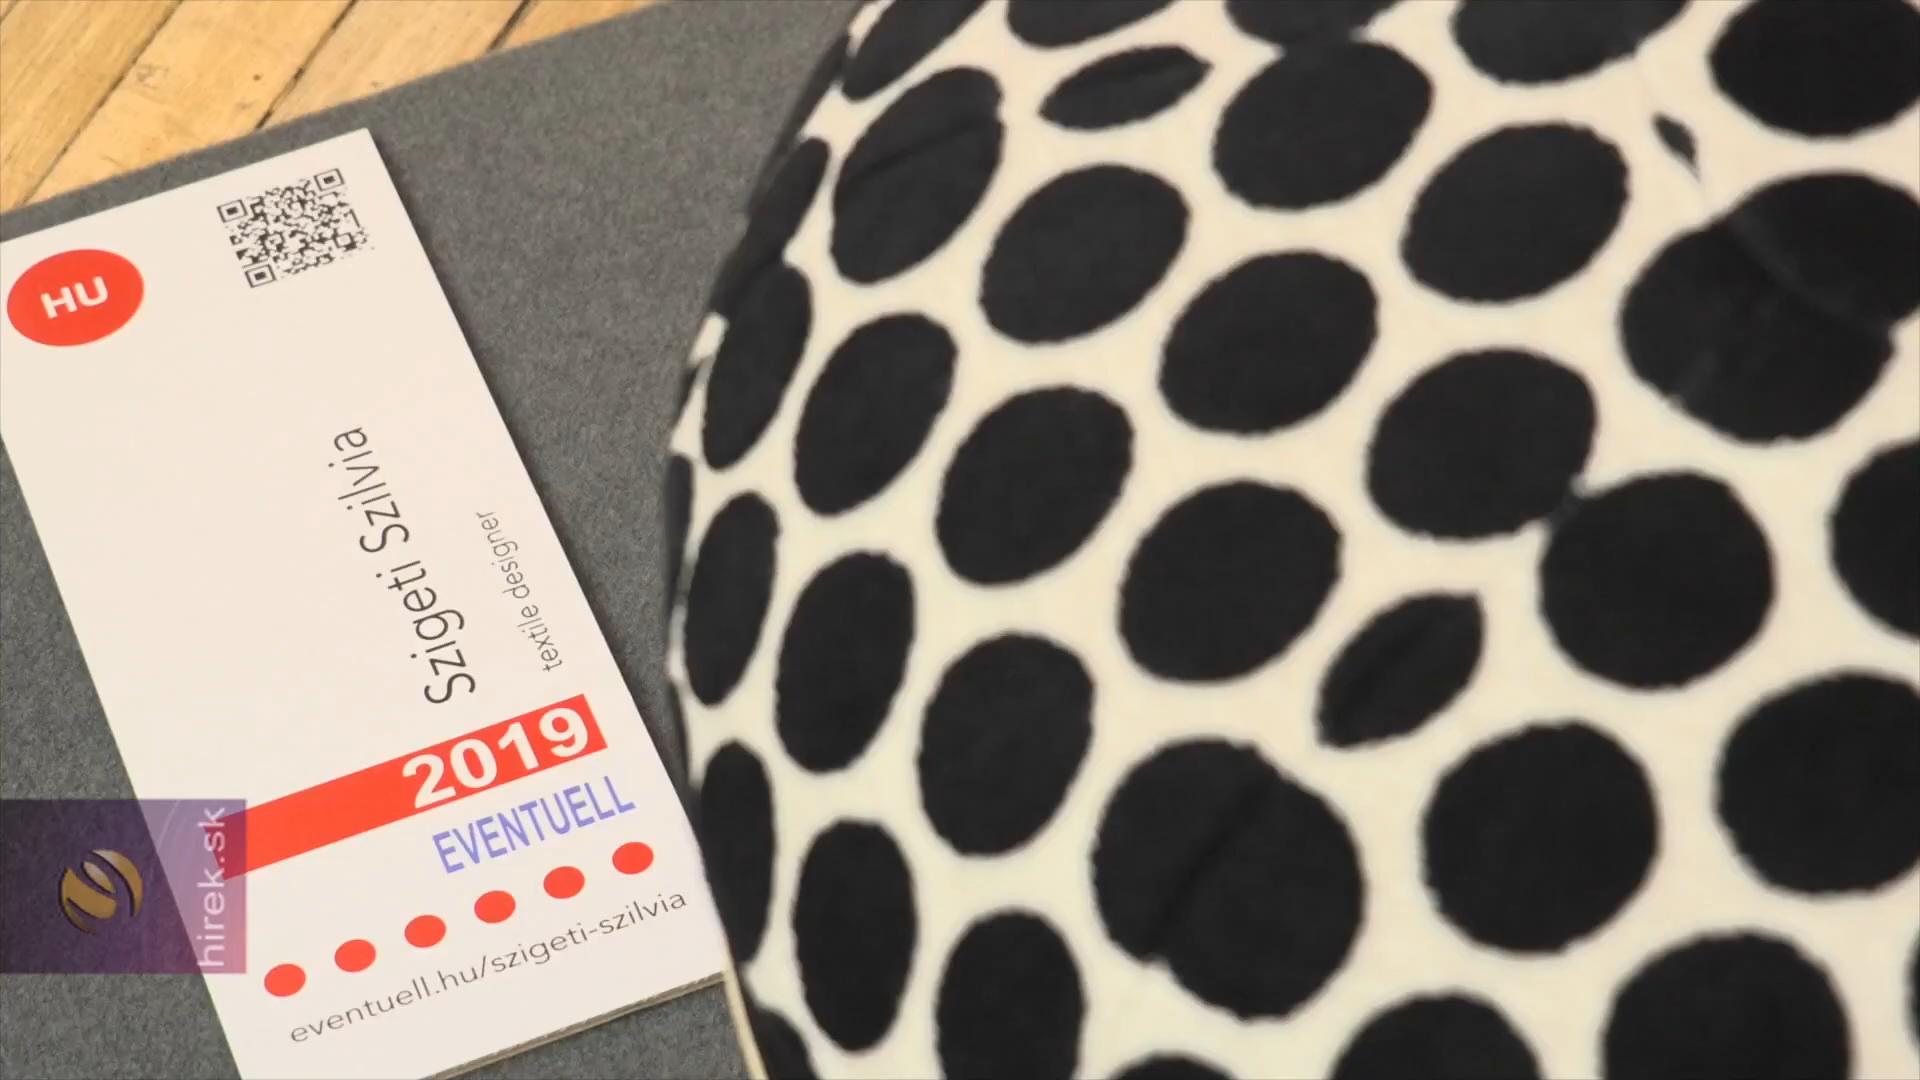 HU
Szigeti Szilvia
textile designer
2019
EVENTUELL
eventuell.hu/szigeti-szilvia
hirek.sk